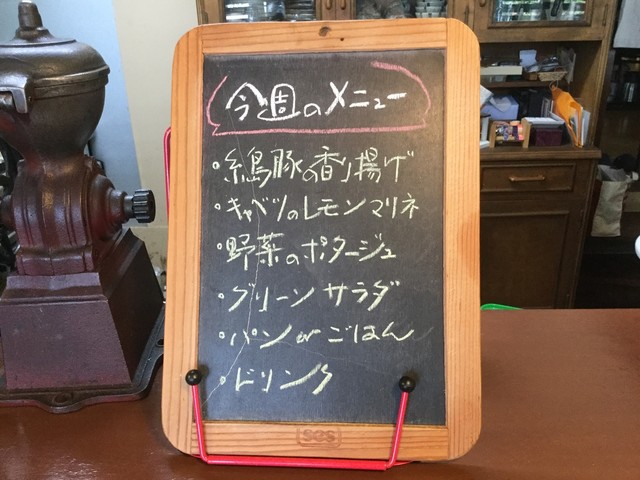 今週のメニュー
・糸島豚の香り揚げ
・キャベツのレモンマリネ
・野菜のポタージュ
・グリーンサラダ
・パン or ごはん
・ドリンク